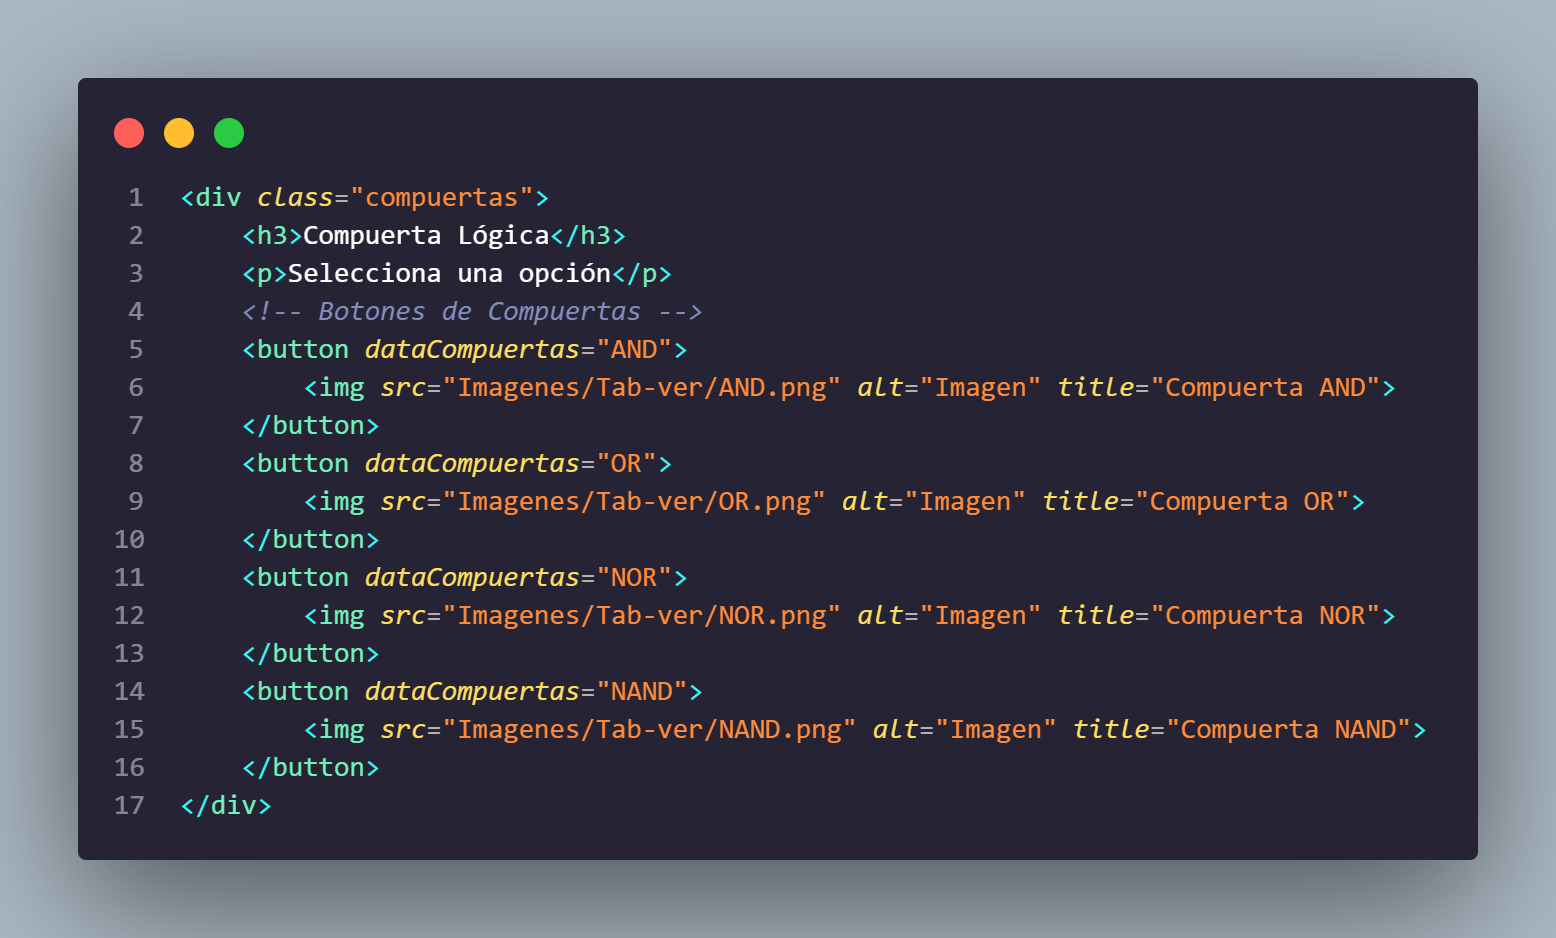 1 <div class="compuertas">
2     <h3>Compuerta Lógica</h3>
3     <p>Selecciona una opción</p>
4     <!-- Botones de Compuertas -->
5     <button dataCompuertas="AND">
6         <img src="Imagenes/Tab-ver/AND.png" alt="Imagen" title="Compuerta AND">
7     </button>
8     <button dataCompuertas="OR">
9         <img src="Imagenes/Tab-ver/OR.png" alt="Imagen" title="Compuerta OR">
10     </button>
11     <button dataCompuertas="NOR">
12         <img src="Imagenes/Tab-ver/NOR.png" alt="Imagen" title="Compuerta NOR">
13     </button>
14     <button dataCompuertas="NAND">
15         <img src="Imagenes/Tab-ver/NAND.png" alt="Imagen" title="Compuerta NAND">
16     </button>
17 </div>